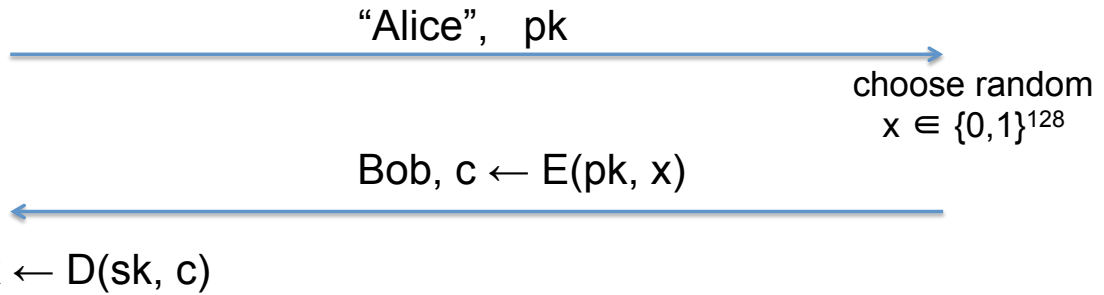 “Alice”, pk
choose random
x ∈ {0,1}¹²⁸
Bob, c ← E(pk, x)
← D(sk, c)